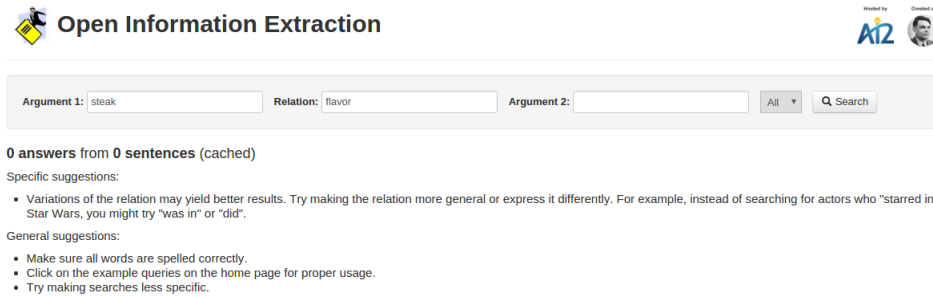 Hosted by
Created a
Open Information Extraction
Ai2
Argument 1: steak Relation: flavor Argument 2: All Search
0 answers from 0 sentences (cached)
Specific suggestions:
Variations of the relation may yield better results. Try making the relation more general or express it differently. For example, instead of searching for actors who "starred in
Star Wars, you might try "was in" or "did".
General suggestions:
Make sure all words are spelled correctly.
Click on the example queries on the home page for proper usage.
Try making searches less specific.